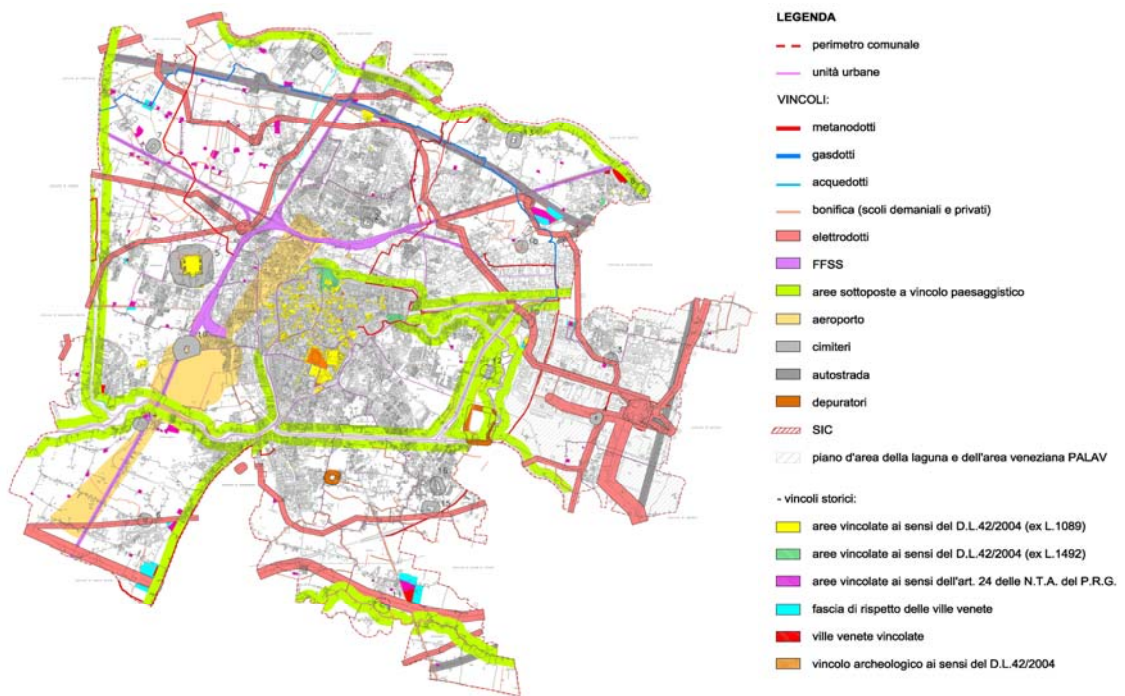 LEGENDA
perimetro comunale
unità urbane
VINCOLI:
metanodotti
gasdotti
acquedotti
bonifica (scoli demaniali e privati)
elettrodotti
FFSS
aree sottoposte a vincolo paesaggistico
aeroporto
cimiteri
autostrada
depuratori
SIC
piano d'area della laguna e dell'area veneziana PALAV
- vincoli storici:
aree vincolate ai sensi del D.L.42/2004 (ex L.1089)
aree vincolate ai sensi del D.L.42/2004 (ex L.1492)
aree vincolate ai sensi dell'art. 24 delle N.T.A. del P.R.G.
fascia di rispetto delle ville venete
ville venete vincolate
vincolo archeologico ai sensi del D.L.42/2004